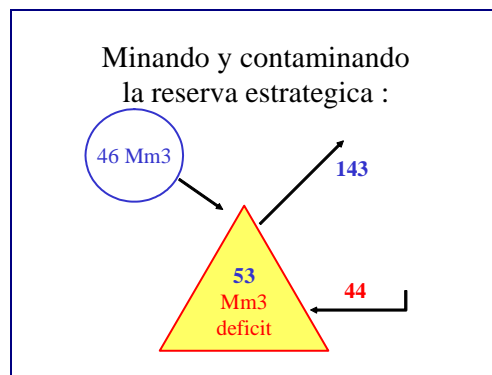 Minando y contaminando
la reserva estrategica :
46 Mm3
143
53
Mm3
deficit
44